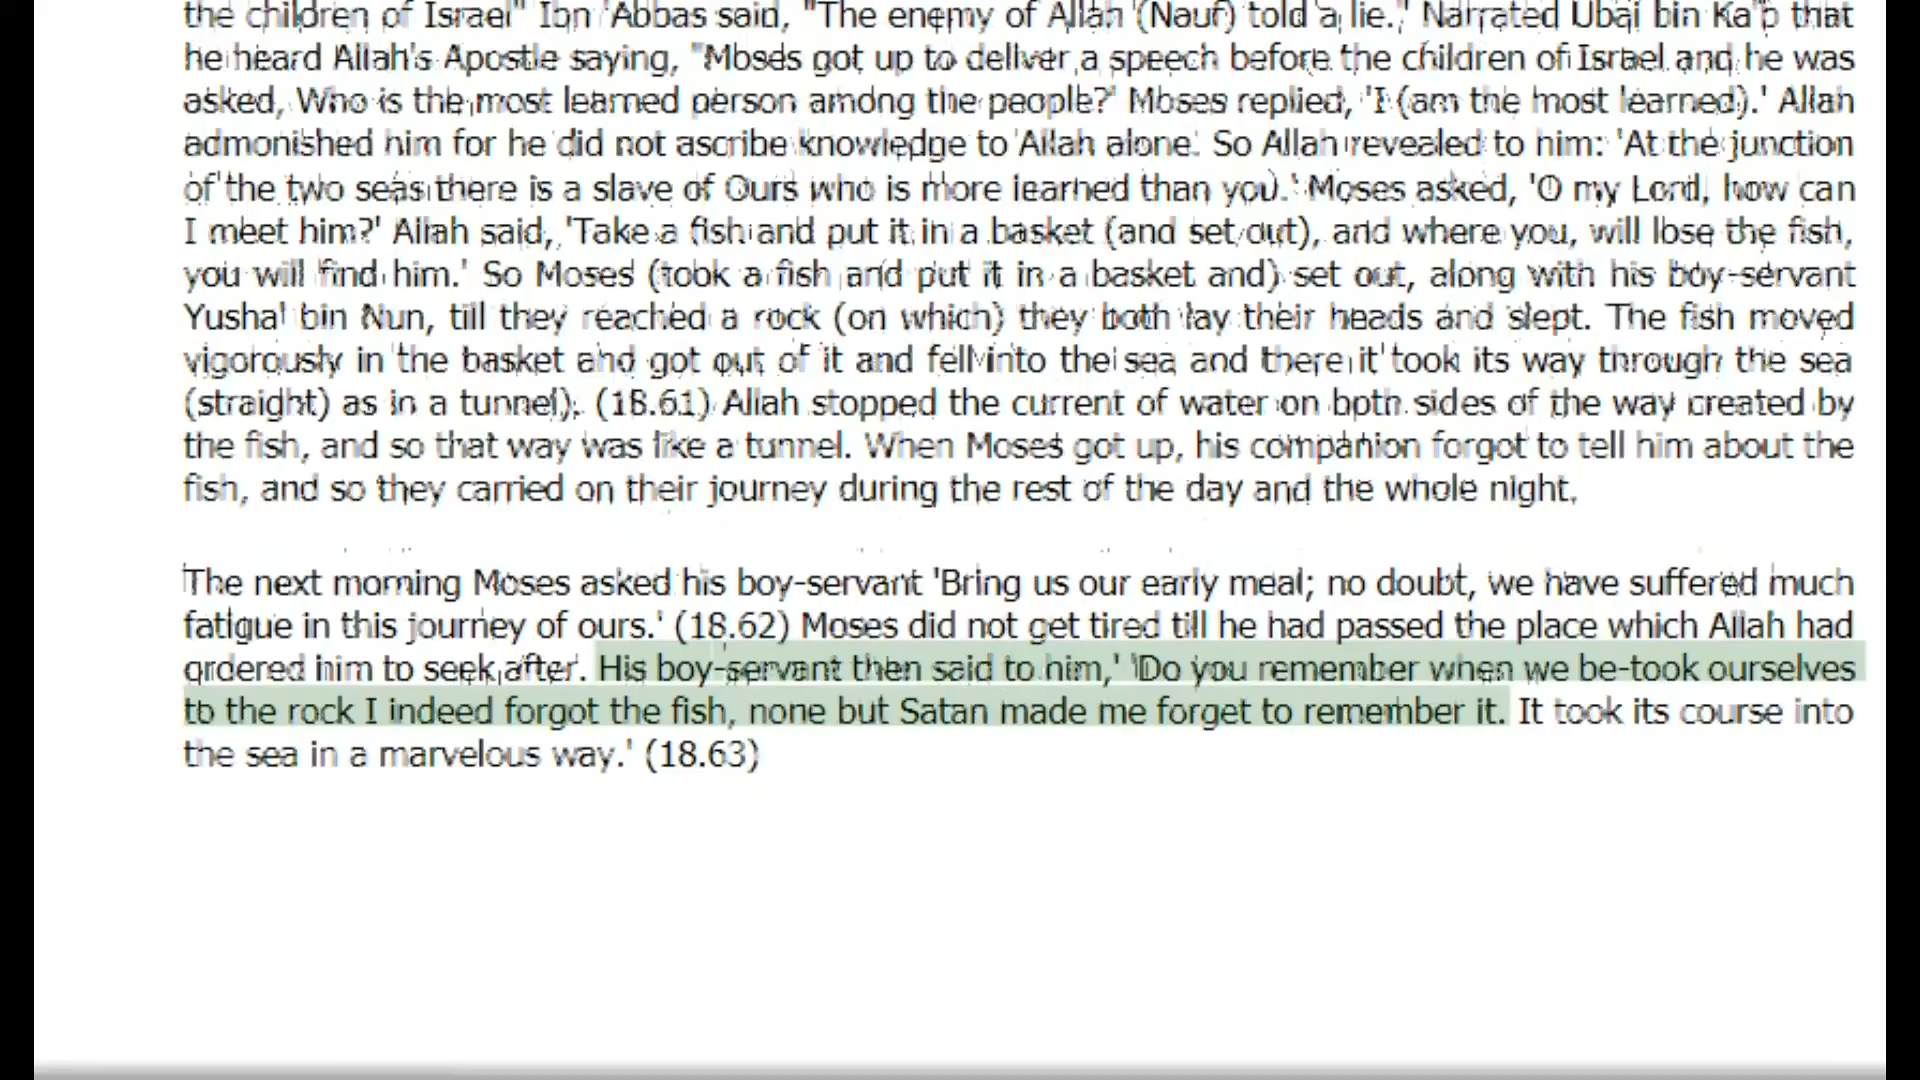 the children of Israel" Ibn 'Abbas said, "The enemy of Allah (Nauf) told a lie." Narrated Ubai bin Ka'b that
he heard Allah's Apostle saying, "Moses got up to deliver a speech before the children of Israel and he was
asked, Who is the most learned person among the people?' Moses replied, 'I (am the most learned).' Allah
admonished him for he did not ascribe knowledge to Allah alone. So Allah revealed to him: 'At the junction
of the two seas there is a slave of Ours who is more learned than you.' Moses asked, 'O my Lord, how can
I meet him?' Allah said, 'Take a fish and put it in a basket (and set out), and where you, will lose the fish,
you will find him.' So Moses (took a fish and put it in a basket and) set out, along with his boy-servant
Yusha' bin Nun, till they reached a rock (on which) they both lay their heads and slept. The fish moved
vigorously in the basket and got out of it and fell into the sea and there it took its way through the sea
(straight) as in a tunnel). (18.61) Allah stopped the current of water on both sides of the way created by
the fish, and so that way was like a tunnel. When Moses got up, his companion forgot to tell him about the
fish, and so they carried on their journey during the rest of the day and the whole night.
The next morning Moses asked his boy-servant 'Bring us our early meal; no doubt, we have suffered much
fatigue in this journey of ours.' (18.62) Moses did not get tired till he had passed the place which Allah had
ordered him to seek after. His boy-servant then said to him,' 'Do you remember when we be-took ourselves
to the rock I indeed forgot the fish, none but Satan made me forget to remember it. It took its course into
the sea in a marvelous way.' (18.63)